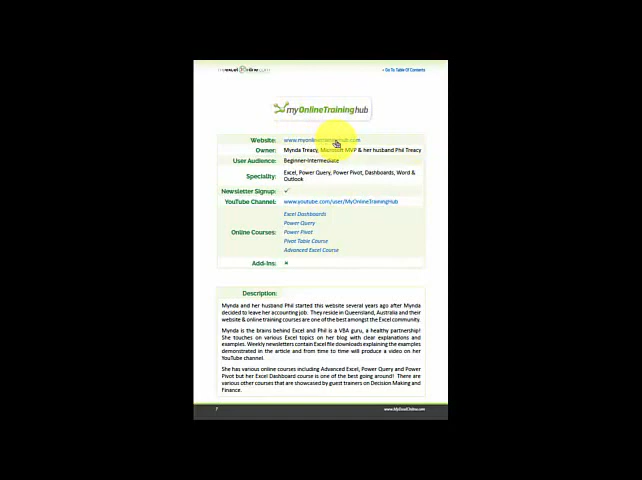 Go To Table Of Contents
myOnlineTraininghub
Website:
Owner: Mynda Treacy, Microsoft MVP & her husband Phil Treacy
User Audience: Beginner-Intermediate
Speciality: Excel, Power Query, Power Pivot, Dashboards, Word &
Outlook
Newsletter Signup: ✓
YouTube Channel: www.youtube.com/user/MyOnlineTrainingHub
Online Courses: Excel Dashboards
Power Query
Power Pivot
Pivot Table Course
Advanced Excel Course
Add-Ins:
Description:
Mynda and her husband Phil started this website several years ago after Mynda
decided to leave her accounting job. They reside in Queensland, Australia and their
website & online training courses are one of the best amongst the Excel community.
Mynda is the brains behind Excel and Phil is a VBA guru, a healthy partnership!
She touches on various Excel topics on her blog with clear explanations and
examples. Weekly newsletters contain Excel file downloads explaining the examples
demonstrated in the article and from time to time will produce a video on her
YouTube channel.
She has various online courses including Advanced Excel, Power Query and Power
Pivot but her Excel Dashboard course is one of the best going around! There are
various other courses that are showcased by guest trainers on Decision Making and
Finance.
7
www.MyExcelOnline.com